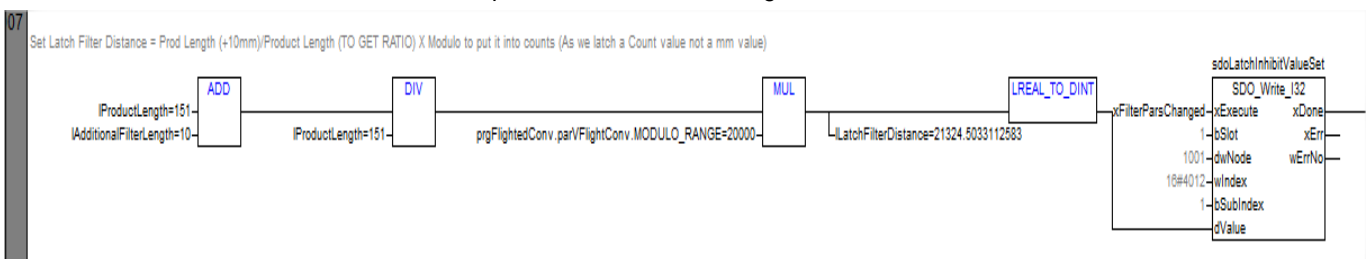 07
Set Latch Filter Distance = Prod Length (+10mm)/Product Length (TO GET RATIO) X Modulo to put it into counts (As we latch a Count value not a mm value)
sdoLatchInhibitValueSet
ADD
DIV
MUL
LREAL_TO_DINT
SDO_Write_I32
lProductLength=151
xFilterParsChanged
xExecute
xDone
lAdditionalFilterLength=10
lProductLength=151
prgFlightedConv.parVFlightConv.MODULO_RANGE=20000
lLatchFilterDistance=21324.5033112583
1
bSlot
xErr
1001
dwNode
wErrNo
16#4012
wIndex
1
bSubIndex
dValue